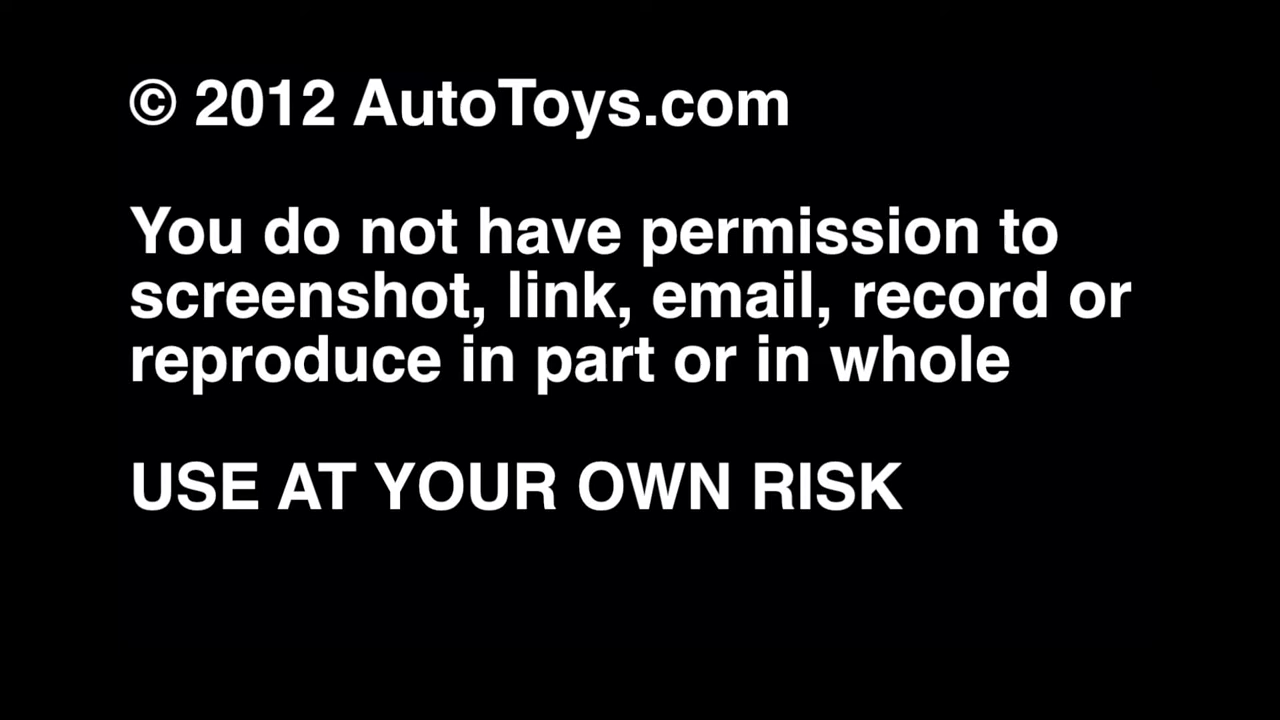 © 2012 AutoToys.com
You do not have permission to
screenshot, link, email, record or
reproduce in part or in whole
USE AT YOUR OWN RISK